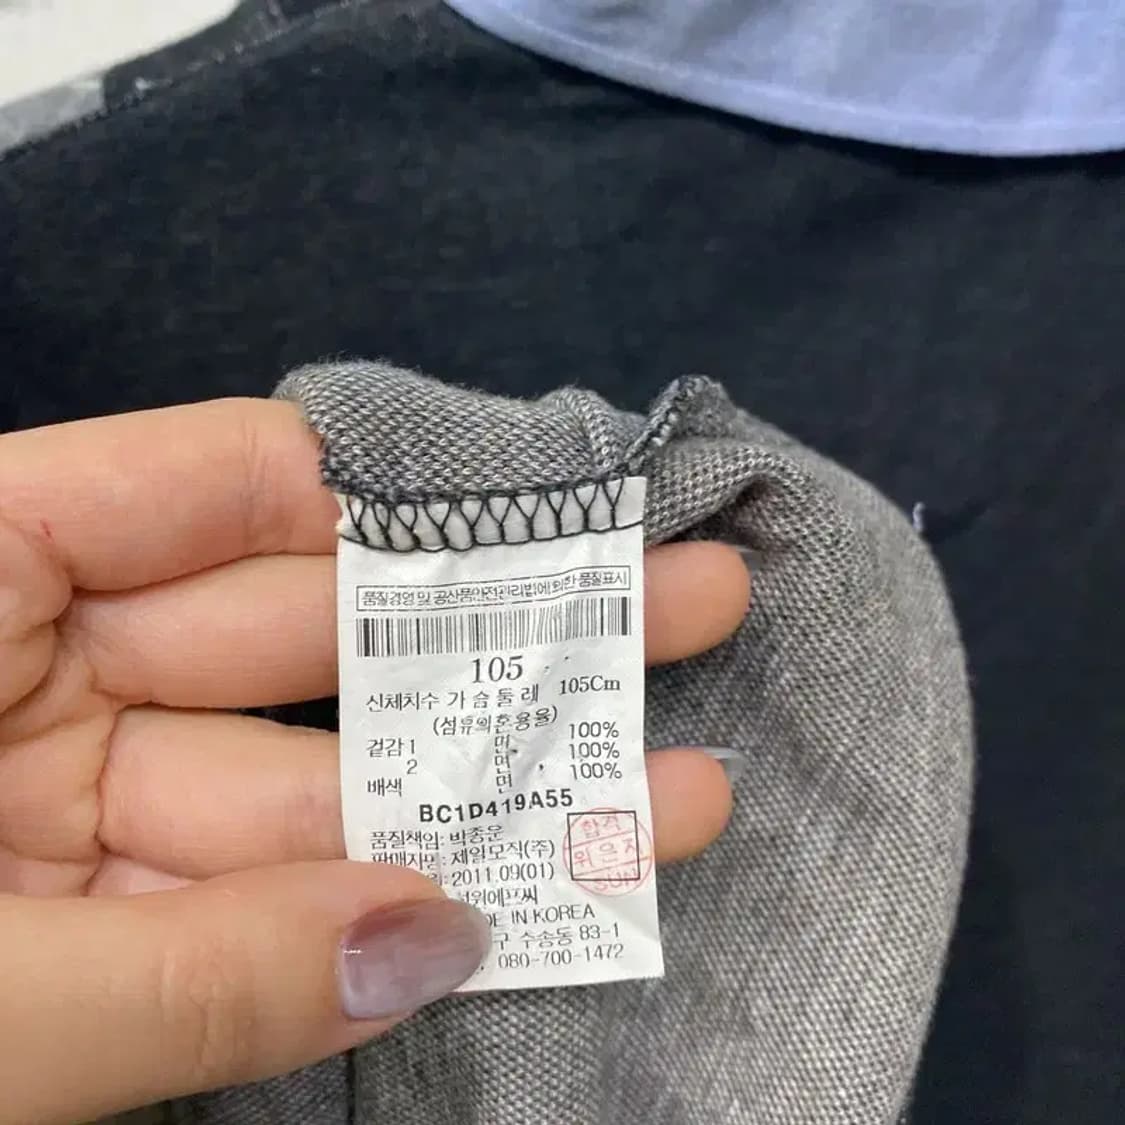 품질경영 및 공산품안전관리법에 의한 품질표시
105
신체치수 가슴둘레 105Cm
(섬유의혼용율)
겉감1 면 100%
2 면 100%
배색 면 100%
BC1D419A55
품질책임: 박종운
판매자명: 제일모직(주)
: 2011.09(01)
합격
위은지
SUN
IN KOREA
수송동 83-1
080-700-1472